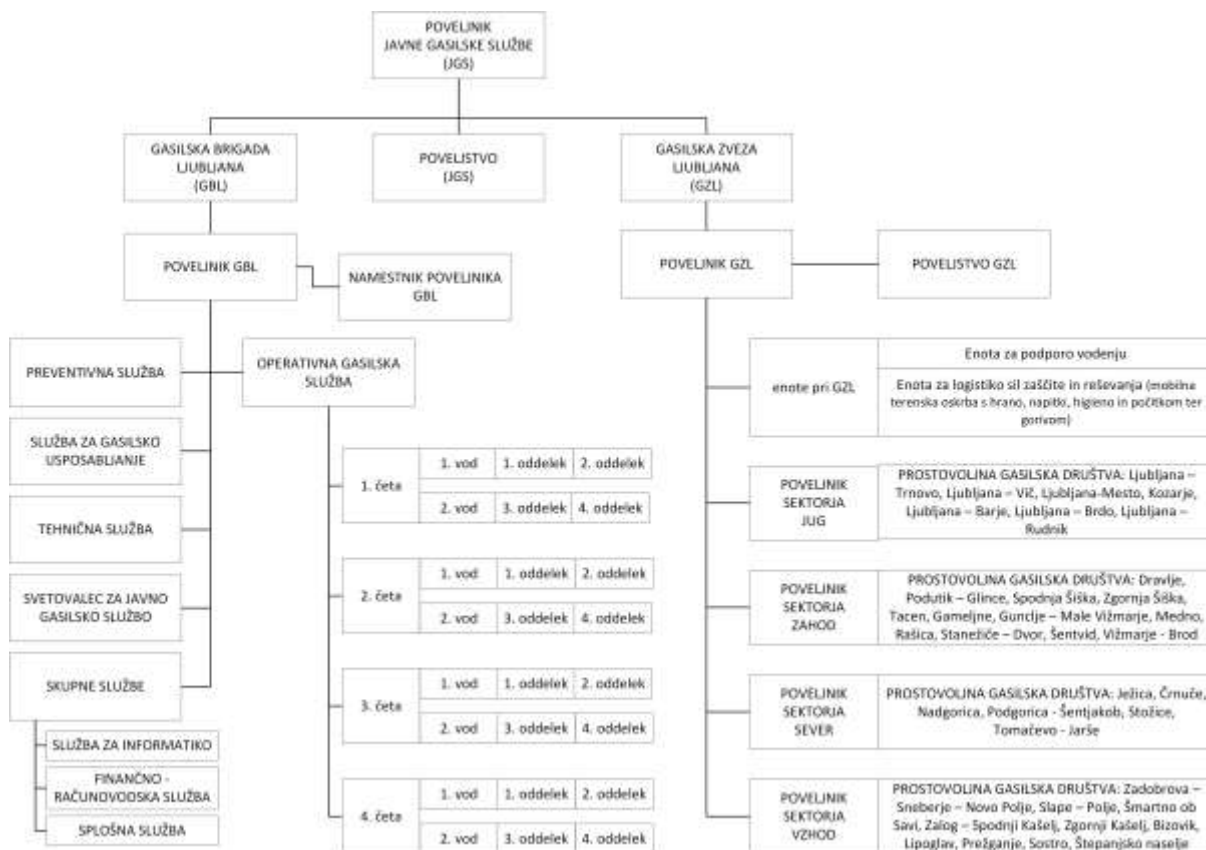 POVELJNIK
JAVNE GASILSKE SLUŽBE
(JGS)
GASILSKA BRIGADA
LJUBLJANA
(GBL)
POVELJSTVO
(JGS)
GASILSKA ZVEZA
LJUBLJANA
(GZL)
POVELJNIK GBL
NAMESTNIK POVELJNIKA
GBL
POVELJNIK GZL
POVELJSTVO GZL
PREVENTIVNA SLUŽBA
SLUŽBA ZA GASILSKO
USPOSABLJANJE
TEHNIČNA SLUŽBA
SVETOVALEC ZA JAVNO
GASILSKO SLUŽBO
SKUPNE SLUŽBE
SLUŽBA ZA INFORMATIKO
FINANČNO -
RAČUNOVODSKA SLUŽBA
SPLOŠNA SLUŽBA
OPERATIVNA GASILSKA
SLUŽBA
1. četa
1. vod 1. oddelek 2. oddelek
2. vod 3. oddelek 4. oddelek
2. četa
1. vod 1. oddelek 2. oddelek
2. vod 3. oddelek 4. oddelek
3. četa
1. vod 1. oddelek 2. oddelek
2. vod 3. oddelek 4. oddelek
4. četa
1. vod 1. oddelek 2. oddelek
2. vod 3. oddelek 4. oddelek
enote pri GZL
Enota za podporo vodenju
Enota za logistiko sil zaščite in reševanja (mobilna
terenska oskrba s hrano, napitki, higieno in počitkom ter
gorivom)
POVELJNIK
SEKTORJA
JUG
PROSTOVOLJNA GASILSKA DRUŠTVA: Ljubljana –
Trnovo, Ljubljana – Vič, Ljubljana-Mesto, Kozarje,
Ljubljana – Barje, Ljubljana – Brdo, Ljubljana –
Rudnik
POVELJNIK
SEKTORJA
ZAHOD
PROSTOVOLJNA GASILSKA DRUŠTVA: Dravlje,
Podutik – Glince, Spodnja Šiška, Zgornja Šiška,
Tacen, Gameljne, Gunclje – Male Vižmarje, Medno,
Rašica, Stanežiče – Dvor, Šentvid, Vižmarje - Brod
POVELJNIK
SEKTORJA
SEVER
PROSTOVOLJNA GASILSKA DRUŠTVA: Ježica, Črnuče,
Nadgorica, Podgorica - Šentjakob, Stožice,
Tomačevo - Jarše
POVELJNIK
SEKTORJA
VZHOD
PROSTOVOLJNA GASILSKA DRUŠTVA: Zadobrova –
Sneberje – Novo Polje, Slape – Polje, Šmartno ob
Savi, Zalog – Spodnji Kašelj, Zgornji Kašelj, Bizovik,
Lipoglav, Prežganje, Sostro, Štepanjsko naselje